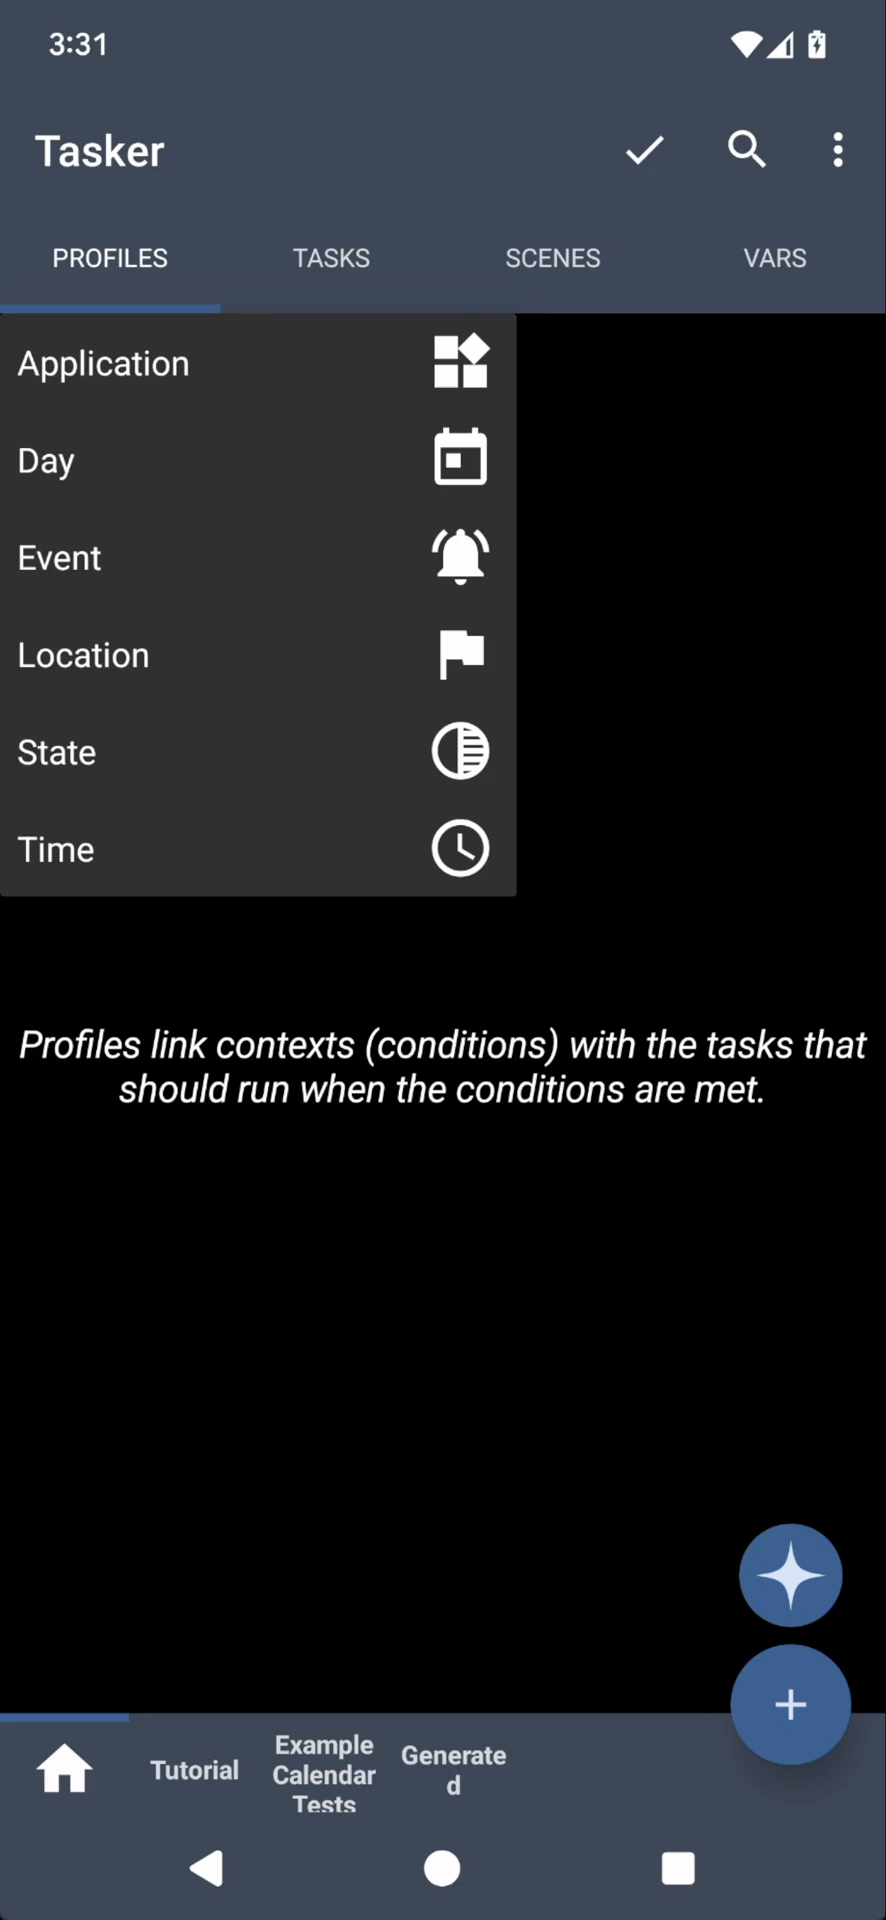 3:31
Tasker
PROFILES TASKS SCENES VARS
Application
Day
Event
Location
State
Time
Profiles link contexts (conditions) with the tasks that
should run when the conditions are met.
Tutorial
Example
Calendar
Tests
Generate
d